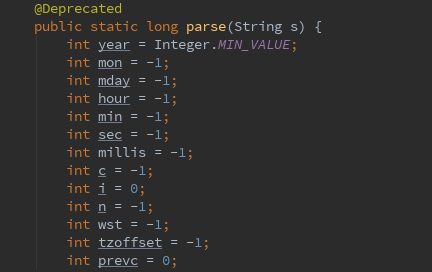 @Deprecated
public static long parse(String s) {
int year = Integer.MIN_VALUE;
int mon = -1;
int mday = -1;
int hour = -1;
int min = -1;
int sec = -1;
int millis = -1;
int c = -1;
int i = 0;
int n = -1;
int wst = -1;
int tzoffset = -1;
int prevc = 0;